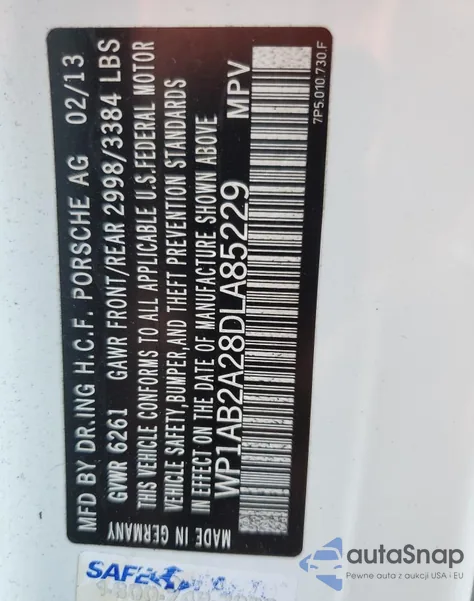 MFD BY DR.ING H.C.F. PORSCHE AG 02/13
GVWR 6261 GAWR FRONT/REAR 2998/3384 LBS
THIS VEHICLE CONFORMS TO ALL APPLICABLE U.S.FEDERAL MOTOR
VEHICLE SAFETY,BUMPER,AND THEFT PREVENTION STANDARDS
IN EFFECT ON THE DATE OF MANUFACTURE SHOWN ABOVE
WP1AB2A28DLA85229 MPV
MADE IN GERMANY
7P5.010.730.F
SAFE
autoSnap
Pewne auta z aukcji USA - EU